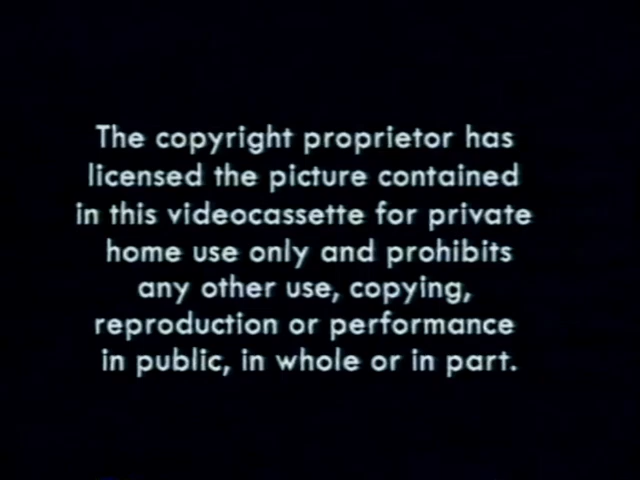 The copyright proprietor has
licensed the picture contained
in this videocassette for private
home use only and prohibits
any other use, copying,
reproduction or performance
in public, in whole or in part.